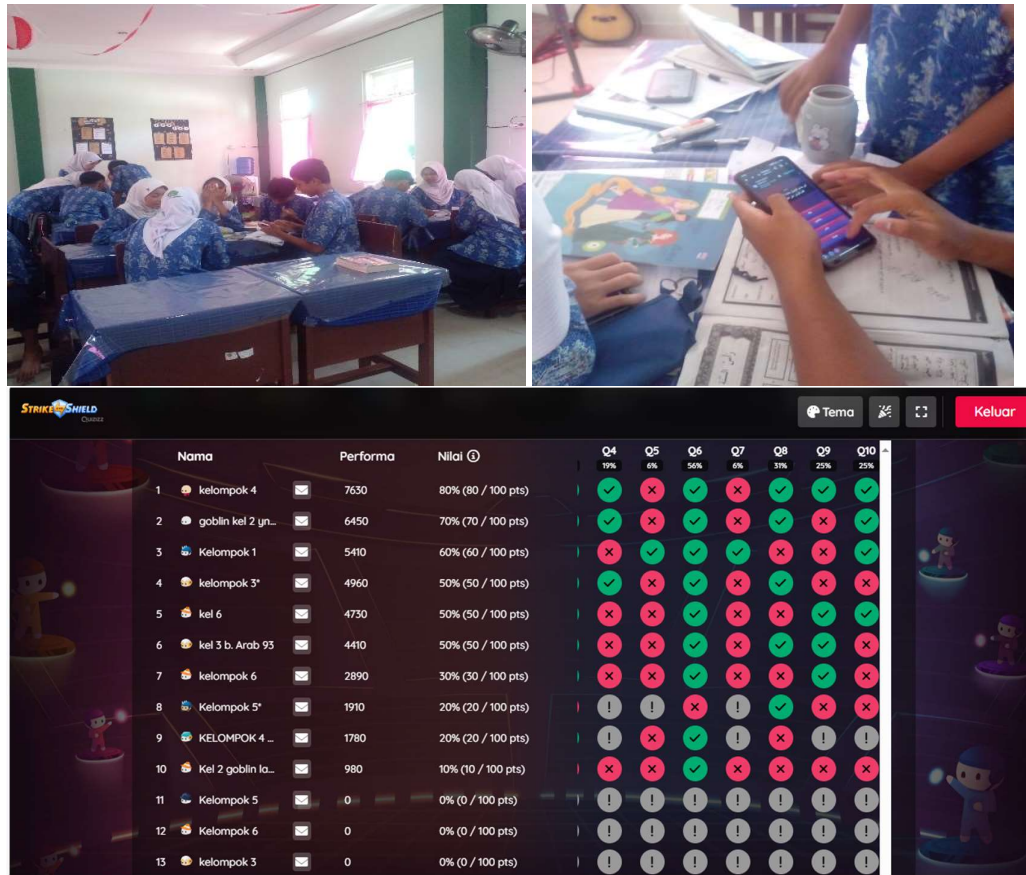 STRIKE SHIELD
Tema
Keluar
Nama Performa Nilai Q4 Q5 Q6 Q7 Q8 Q9 Q10
19% 6% 56% 6% 31% 25% 25%
1 kelompok 4 7630 80% (80 / 100 pts)
2 goblin kel 2 yn... 6450 70% (70 / 100 pts)
3 Kelompok 1 5410 60% (60 / 100 pts)
4 kelompok 3* 4960 50% (50 / 100 pts)
5 kel 6 4730 50% (50 / 100 pts)
6 kel 3 b. Arab 93 4410 50% (50 / 100 pts)
7 kelompok 6 2890 30% (30 / 100 pts)
8 Kelompok 5* 1910 20% (20 / 100 pts)
9 KELOMPOK 4 ... 1780 20% (20 / 100 pts)
10 Kel 2 goblin la... 980 10% (10 / 100 pts)
11 Kelompok 5 0 0% (0 / 100 pts)
12 Kelompok 6 0 0% (0 / 100 pts)
13 kelompok 3 0 0% (0 / 100 pts)